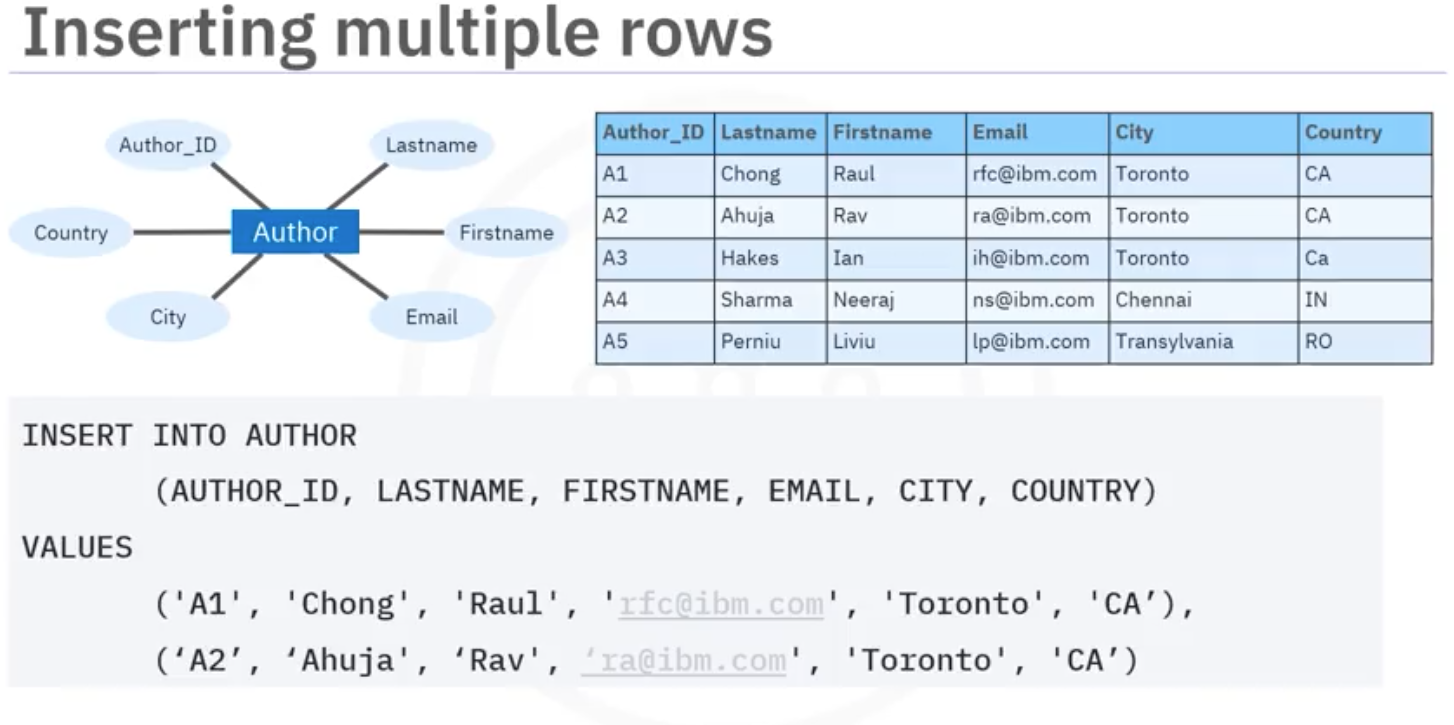 Inserting multiple rows
Author_ID
Lastname
Country
Author
Firstname
City
Email
Author_ID Lastname Firstname Email City Country
A1 Chong Raul rfc@ibm.com Toronto CA
A2 Ahuja Rav ra@ibm.com Toronto CA
A3 Hakes Ian ih@ibm.com Toronto Ca
A4 Sharma Neeraj ns@ibm.com Chennai IN
A5 Perniu Liviu lp@ibm.com Transylvania RO
INSERT INTO AUTHOR
(AUTHOR_ID, LASTNAME, FIRSTNAME, EMAIL, CITY, COUNTRY)
VALUES
('A1', 'Chong', 'Raul', 'rfc@ibm.com', 'Toronto', 'CA’),
(‘A2’, ‘Ahuja', ‘Rav', ‘ra@ibm.com', 'Toronto', 'CA’)